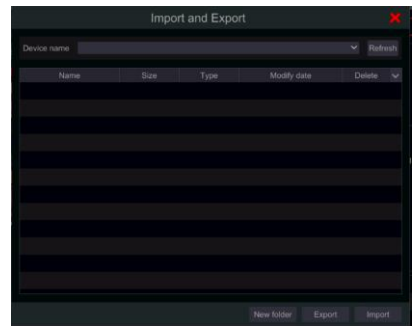 Import and Export
Device name Refresh
Name Size Type Modify date Delete
New folder Export Import